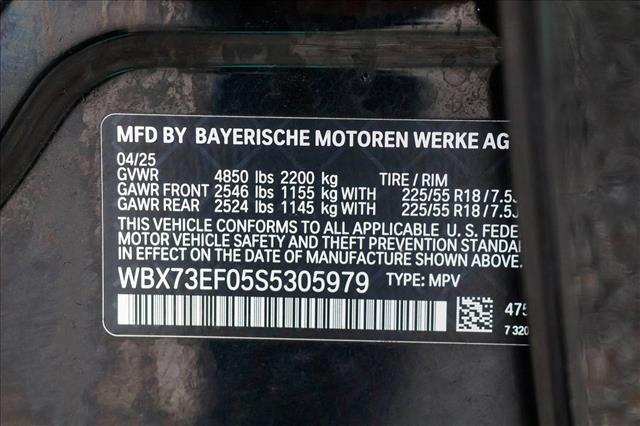 MFD BY BAYERISCHE MOTOREN WERKE AG
04/25
GVWR 4850 lbs 2200 kg TIRE / RIM
GAWR FRONT 2546 lbs 1155 kg WITH 225/55 R18 / 7.5J
GAWR REAR 2524 lbs 1145 kg WITH 225/55 R18 / 7.5J
THIS VEHICLE CONFORMS TO ALL APPLICABLE U. S. FEDE
MOTOR VEHICLE SAFETY AND THEFT PREVENTION STANDA
IN EFFECT ON THE DATE OF MANUFACTURE SHOWN ABOVE
WBX73EF05S5305979 TYPE: MPV
475
7 320